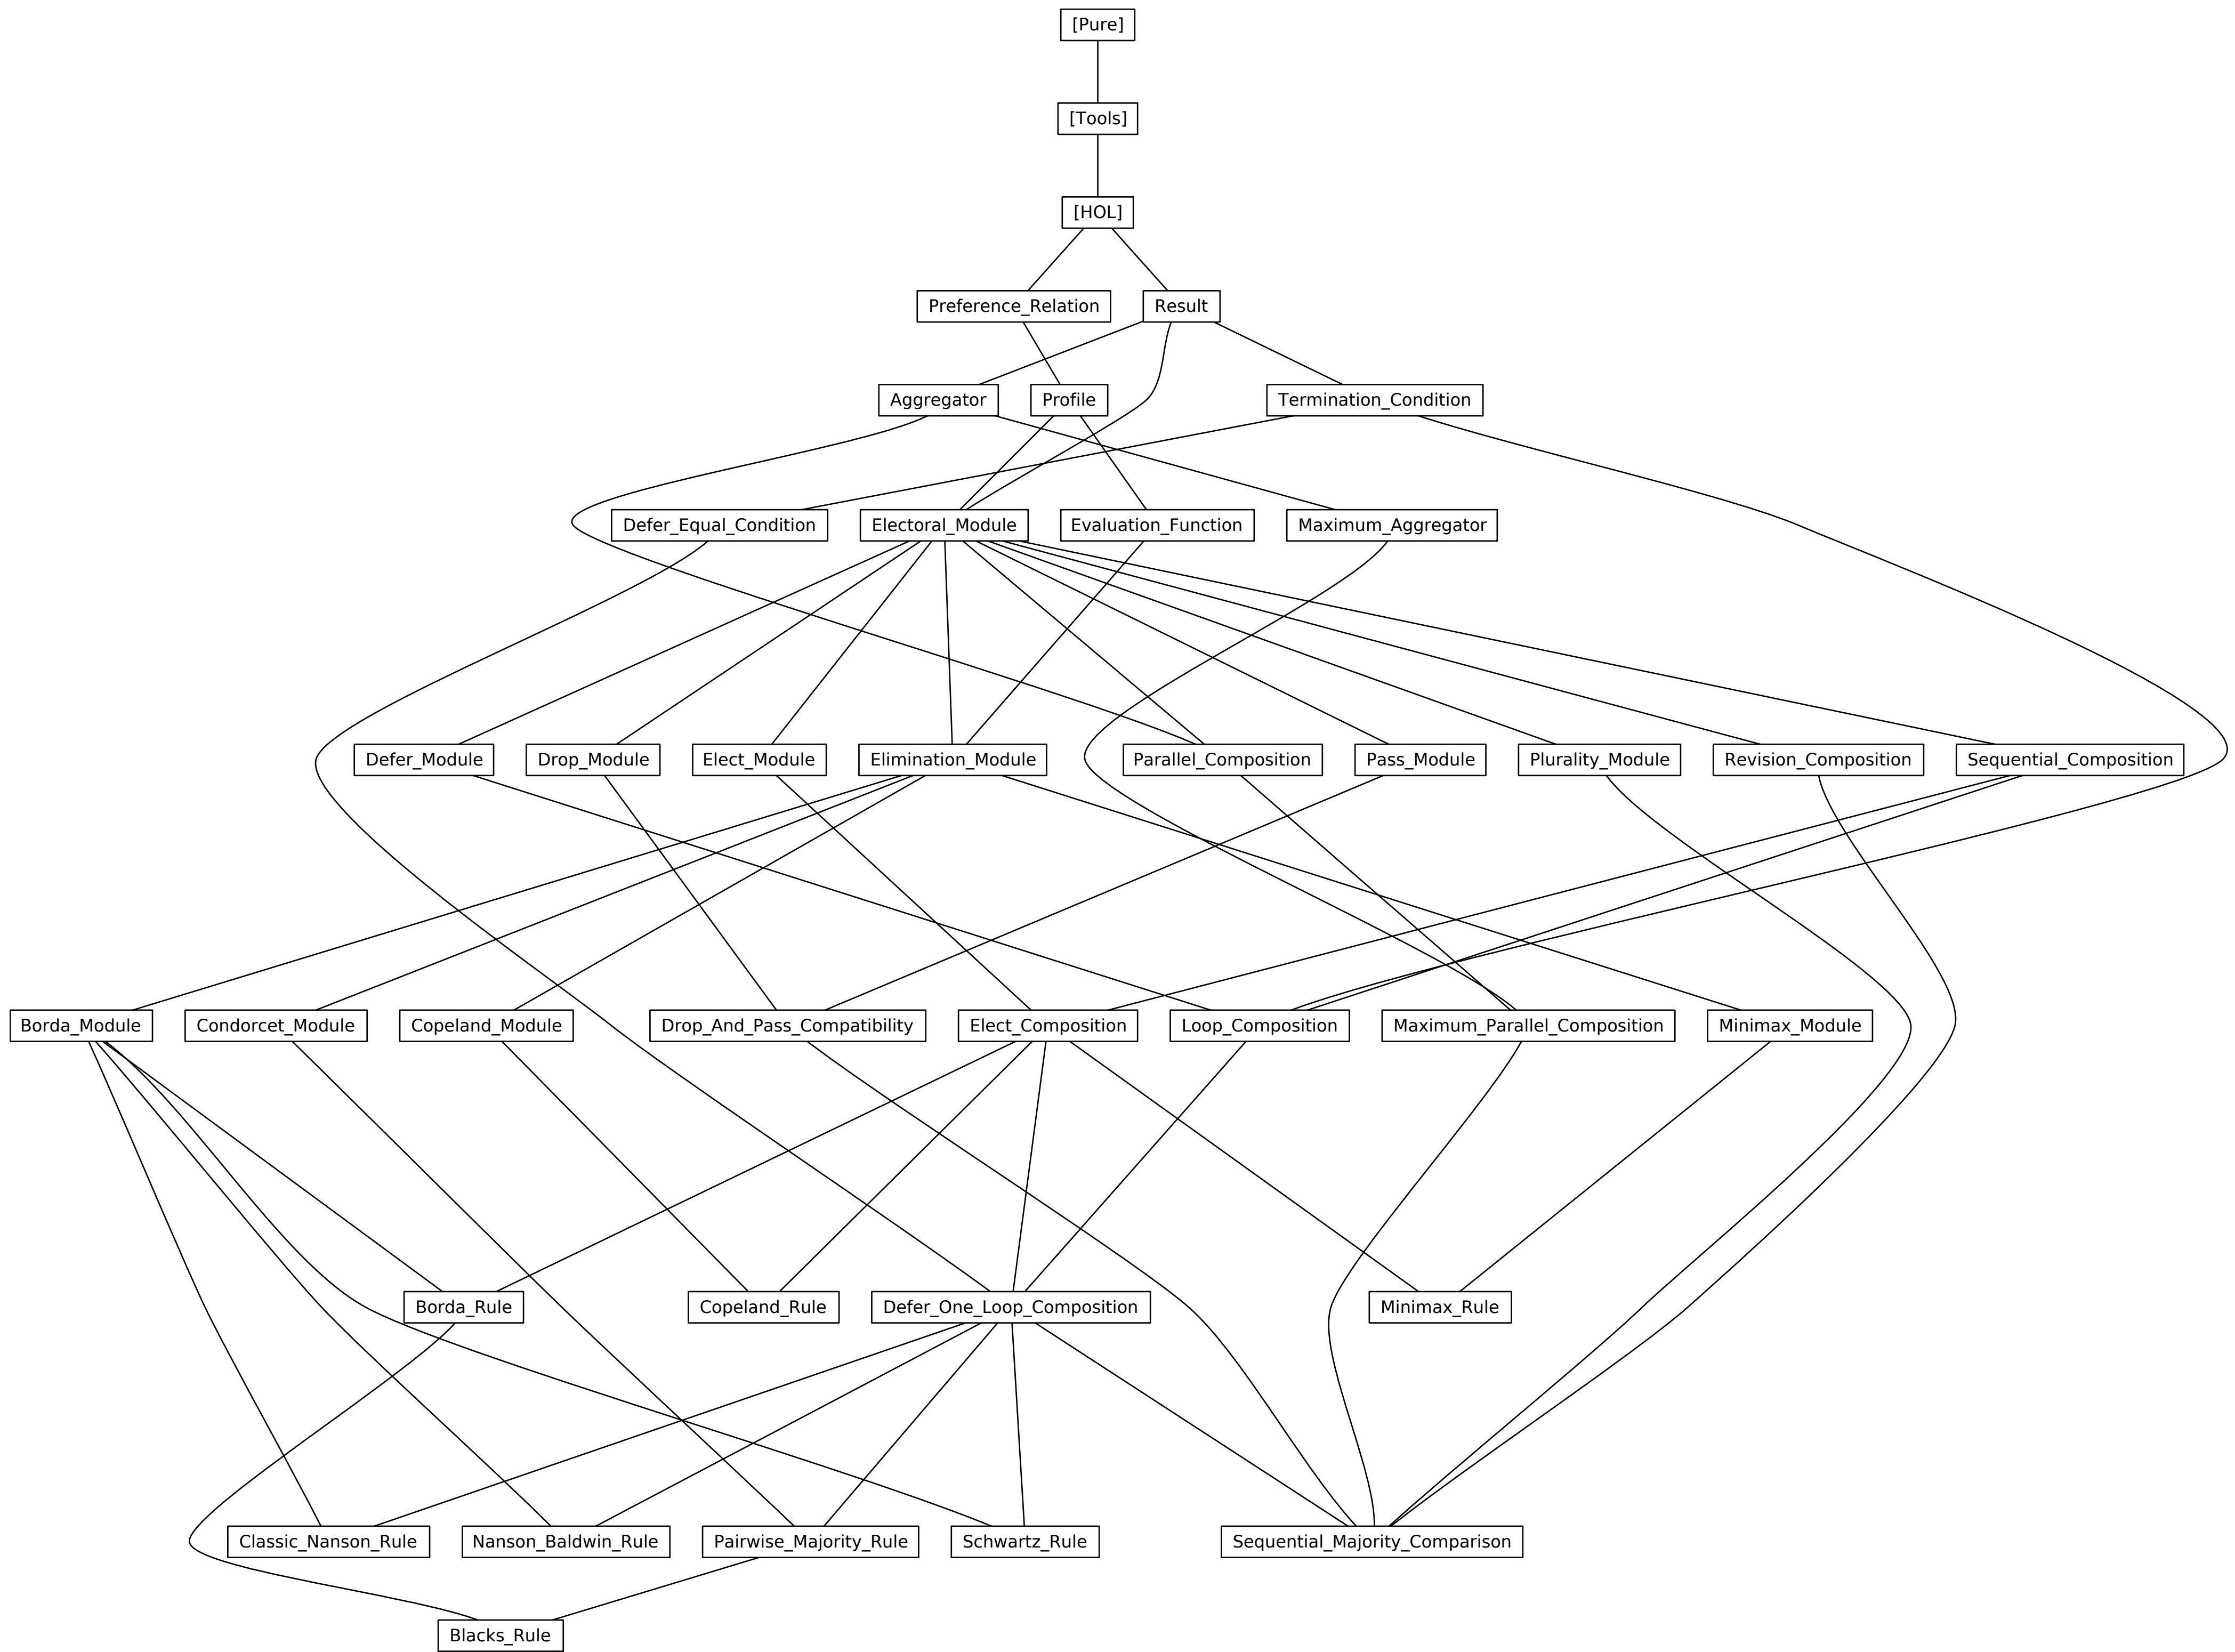 [Pure]
[Tools]
[HOL]
Preference_Relation
Result
Aggregator
Profile
Termination_Condition
Defer_Equal_Condition
Electoral_Module
Evaluation_Function
Maximum_Aggregator
Defer_Module
Drop_Module
Elect_Module
Elimination_Module
Parallel_Composition
Pass_Module
Plurality_Module
Revision_Composition
Sequential_Composition
Borda_Module
Condorcet_Module
Copeland_Module
Drop_And_Pass_Compatibility
Elect_Composition
Loop_Composition
Maximum_Parallel_Composition
Minimax_Module
Borda_Rule
Copeland_Rule
Defer_One_Loop_Composition
Minimax_Rule
Classic_Nanson_Rule
Nanson_Baldwin_Rule
Pairwise_Majority_Rule
Schwartz_Rule
Sequential_Majority_Comparison
Blacks_Rule